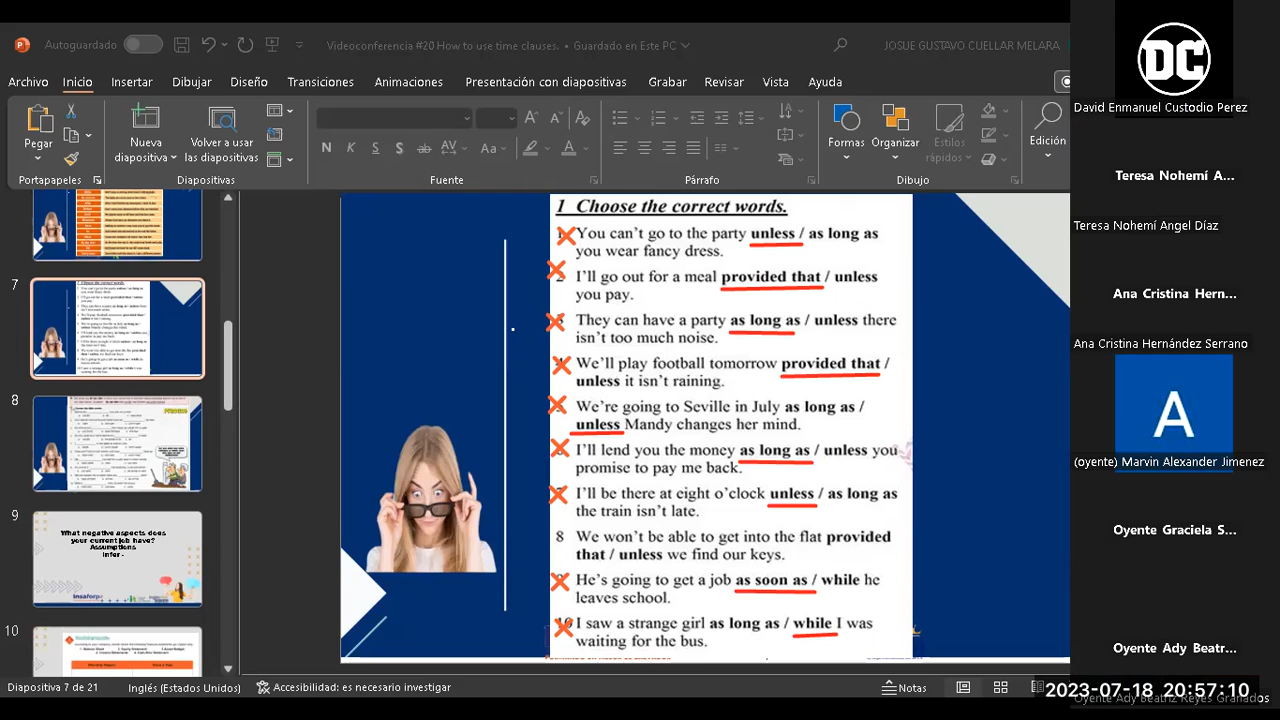 Autoguardado
Videoconferencia #20 How to use time clauses. • Guardado en Este PC
JOSUE GUSTAVO CUELLAR MELARA
Archivo Inicio Insertar Dibujar Diseño Transiciones Animaciones Presentación con diapositivas Grabar Revisar Vista Ayuda
Pegar
Nueva diapositiva
Volver a usar las diapositivas
Formas
Organizar
Estilos rápidos
Edición
Portapapeles
Diapositivas
Fuente
Párrafo
Dibujo
I Choose the correct words.
You can't go to the party unless / as long as
you wear fancy dress.
I'll go out for a meal provided that / unless
you pay.
They can have a party as long as / unless there
isn't too much noise.
We'll play football tomorrow provided that /
unless it isn't raining.
We're going to Seville in July as long as /
unless Mandy changes her mind.
I'll lend you the money as long as / unless you
promise to pay me back.
I'll be there at eight o'clock unless / as long as
the train isn't late.
8 We won't be able to get into the flat provided
that / unless we find our keys.
He's going to get a job as soon as / while he
leaves school.
10 I saw a strange girl as long as / while I was
waiting for the bus.
8
9
What negative aspects does
your current job have?
Assumptions
Infer -
Insaforp
10
David Enmanuel Custodio Perez
Teresa Nohemí A...
Teresa Nohemí Angel Díaz
Ana Cristina Hern...
Ana Cristina Hernández Serrano
A
(oyente) Marvin Alexander Jimenez
Oyente Graciela S...
Oyente Ady Beatr...
Oyente Ady Beatriz Reyes Granados
2023-07-18 20:57:10
Diapositiva 7 de 21
Inglés (Estados Unidos)
Accesibilidad: es necesario investigar
Notas